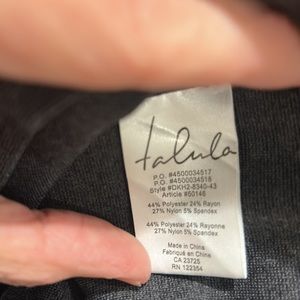 talula
P.O. #4500034517
P.O. #4500034518
Style #DKH2-8340-43
Article #50146
44% Polyester 24% Rayon
27% Nylon 5% Spandex
44% Polyester 24% Rayonne
27% Nylon 5% Spandex
Made in China
Fabriqué en Chine
CA 23725
RN 122354